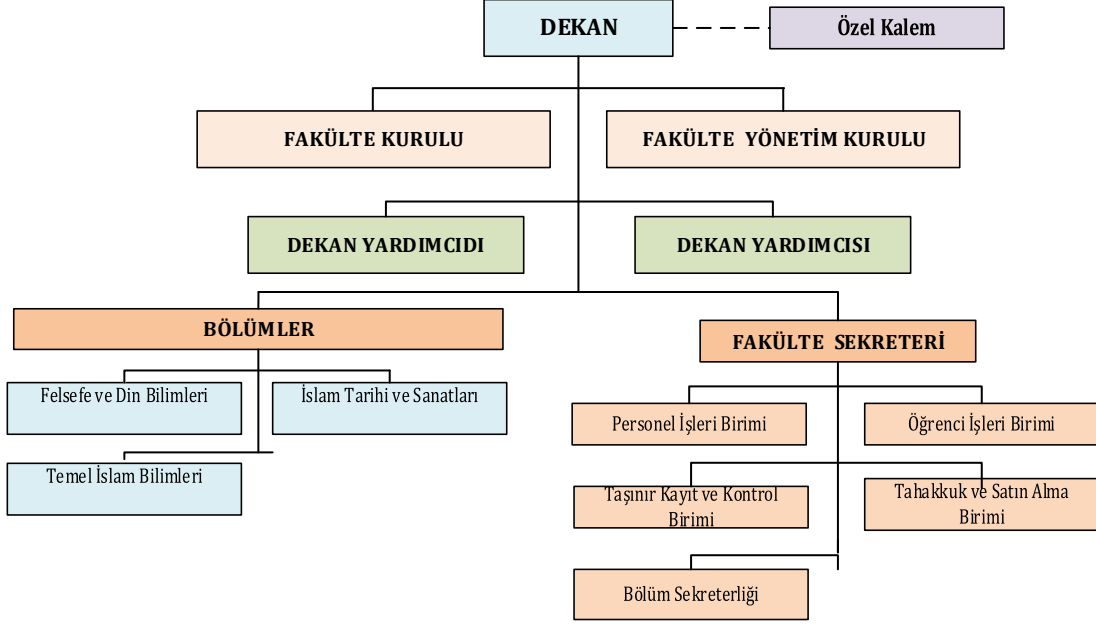 DEKAN
Özel Kalem
FAKÜLTE KURULU
FAKÜLTE YÖNETİM KURULU
DEKAN YARDIMCIDI
DEKAN YARDIMCISI
BÖLÜMLER
FAKÜLTE SEKRETERİ
Felsefe ve Din Bilimleri
İslam Tarihi ve Sanatları
Temel İslam Bilimleri
Personel İşleri Birimi
Öğrenci İşleri Birimi
Taşınır Kayıt ve Kontrol
Birimi
Tahakkuk ve Satın Alma
Birimi
Bölüm Sekreterliği